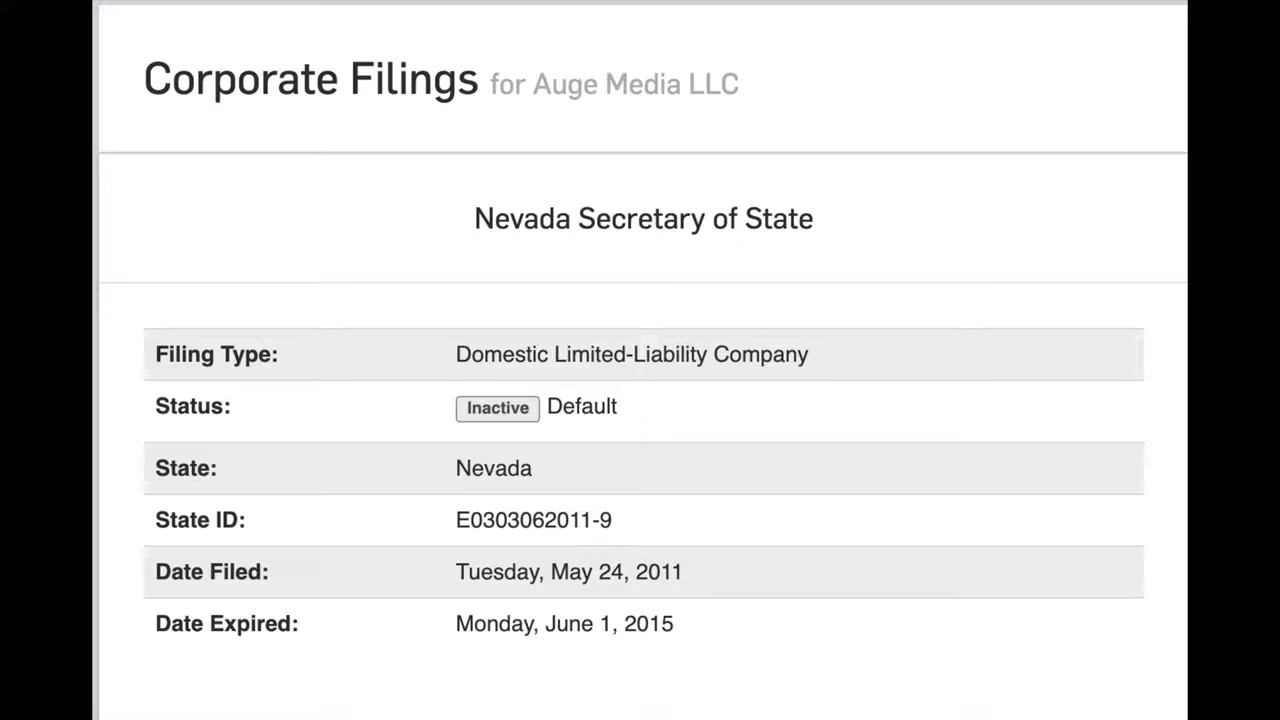 Corporate Filings for Auge Media LLC
Nevada Secretary of State
Filing Type: Domestic Limited-Liability Company
Status: Inactive Default
State: Nevada
State ID: E0303062011-9
Date Filed: Tuesday, May 24, 2011
Date Expired: Monday, June 1, 2015